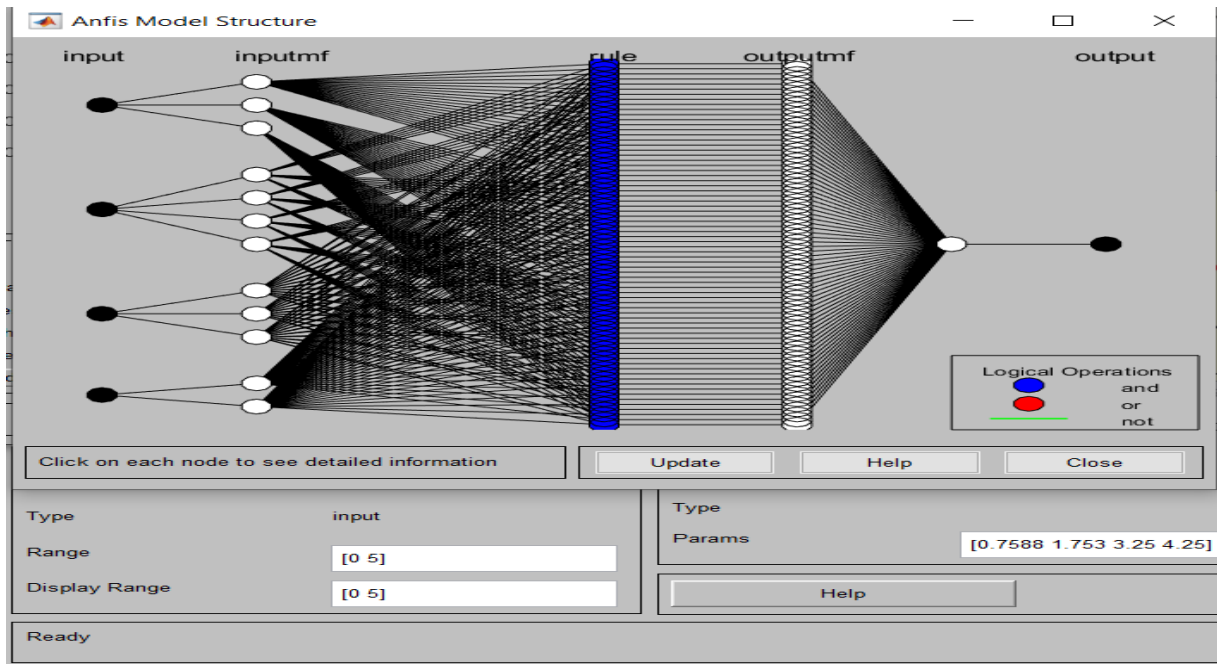 Anfis Model Structure
input inputmf rule outputmf output
Logical Operations
and
or
not
Click on each node to see detailed information
Update Help Close
Type input
Range [0 5]
Display Range [0 5]
Type
Params [0.7588 1.753 3.25 4.25]
Help
Ready